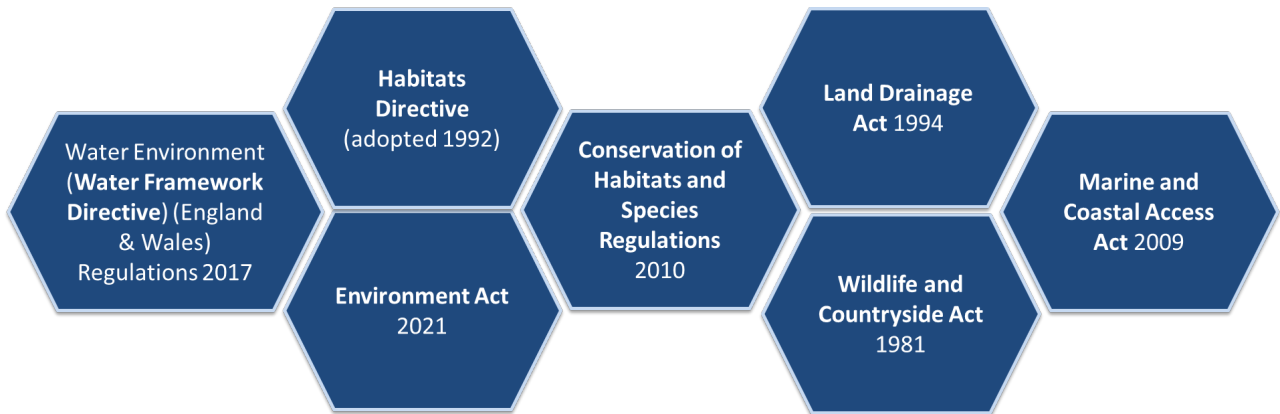 Water Environment
(Water Framework
Directive) (England
& Wales)
Regulations 2017
Habitats
Directive
(adopted 1992)
Environment Act
2021
Conservation of
Habitats and
Species
Regulations
2010
Land Drainage
Act 1994
Wildlife and
Countryside Act
1981
Marine and
Coastal Access
Act 2009